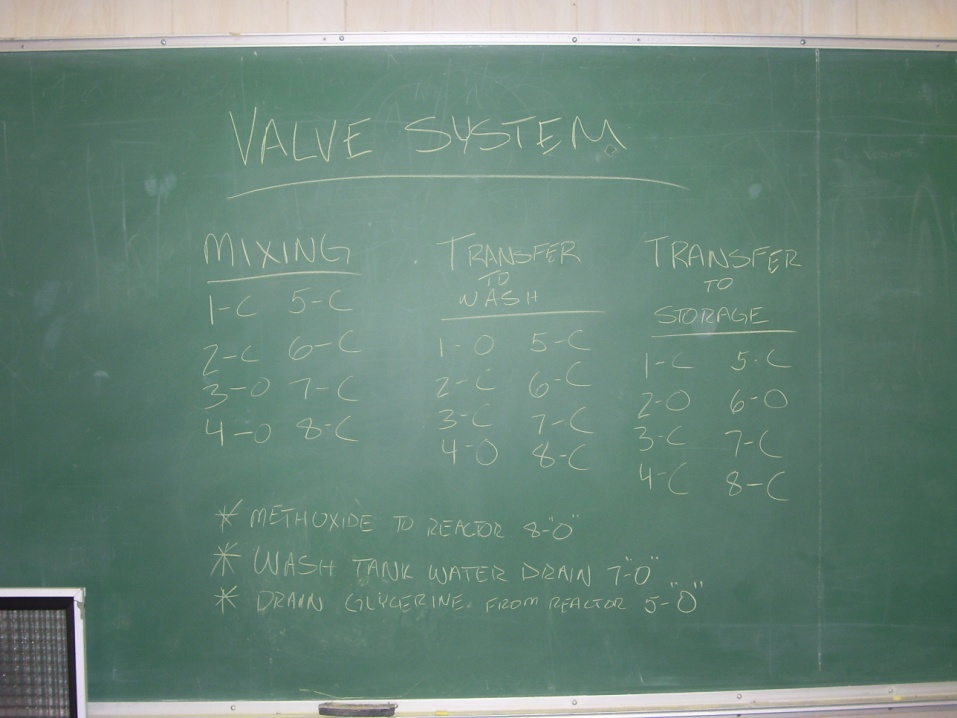 VALVE SYSTEM
MIXING
1-C 5-C
2-C 6-C
3-O 7-C
4-O 8-C
TRANSFER
TO
WASH
1-O 5-C
2-C 6-C
3-C 7-C
4-O 8-C
TRANSFER
TO
STORAGE
1-C 5-C
2-O 6-O
3-C 7-C
4-C 8-C
* METHOXIDE TO REACTOR 8-"O"
* WASH TANK WATER DRAIN 7-"O"
* DRAIN GLYCERINE. FROM REACTOR 5-"O"